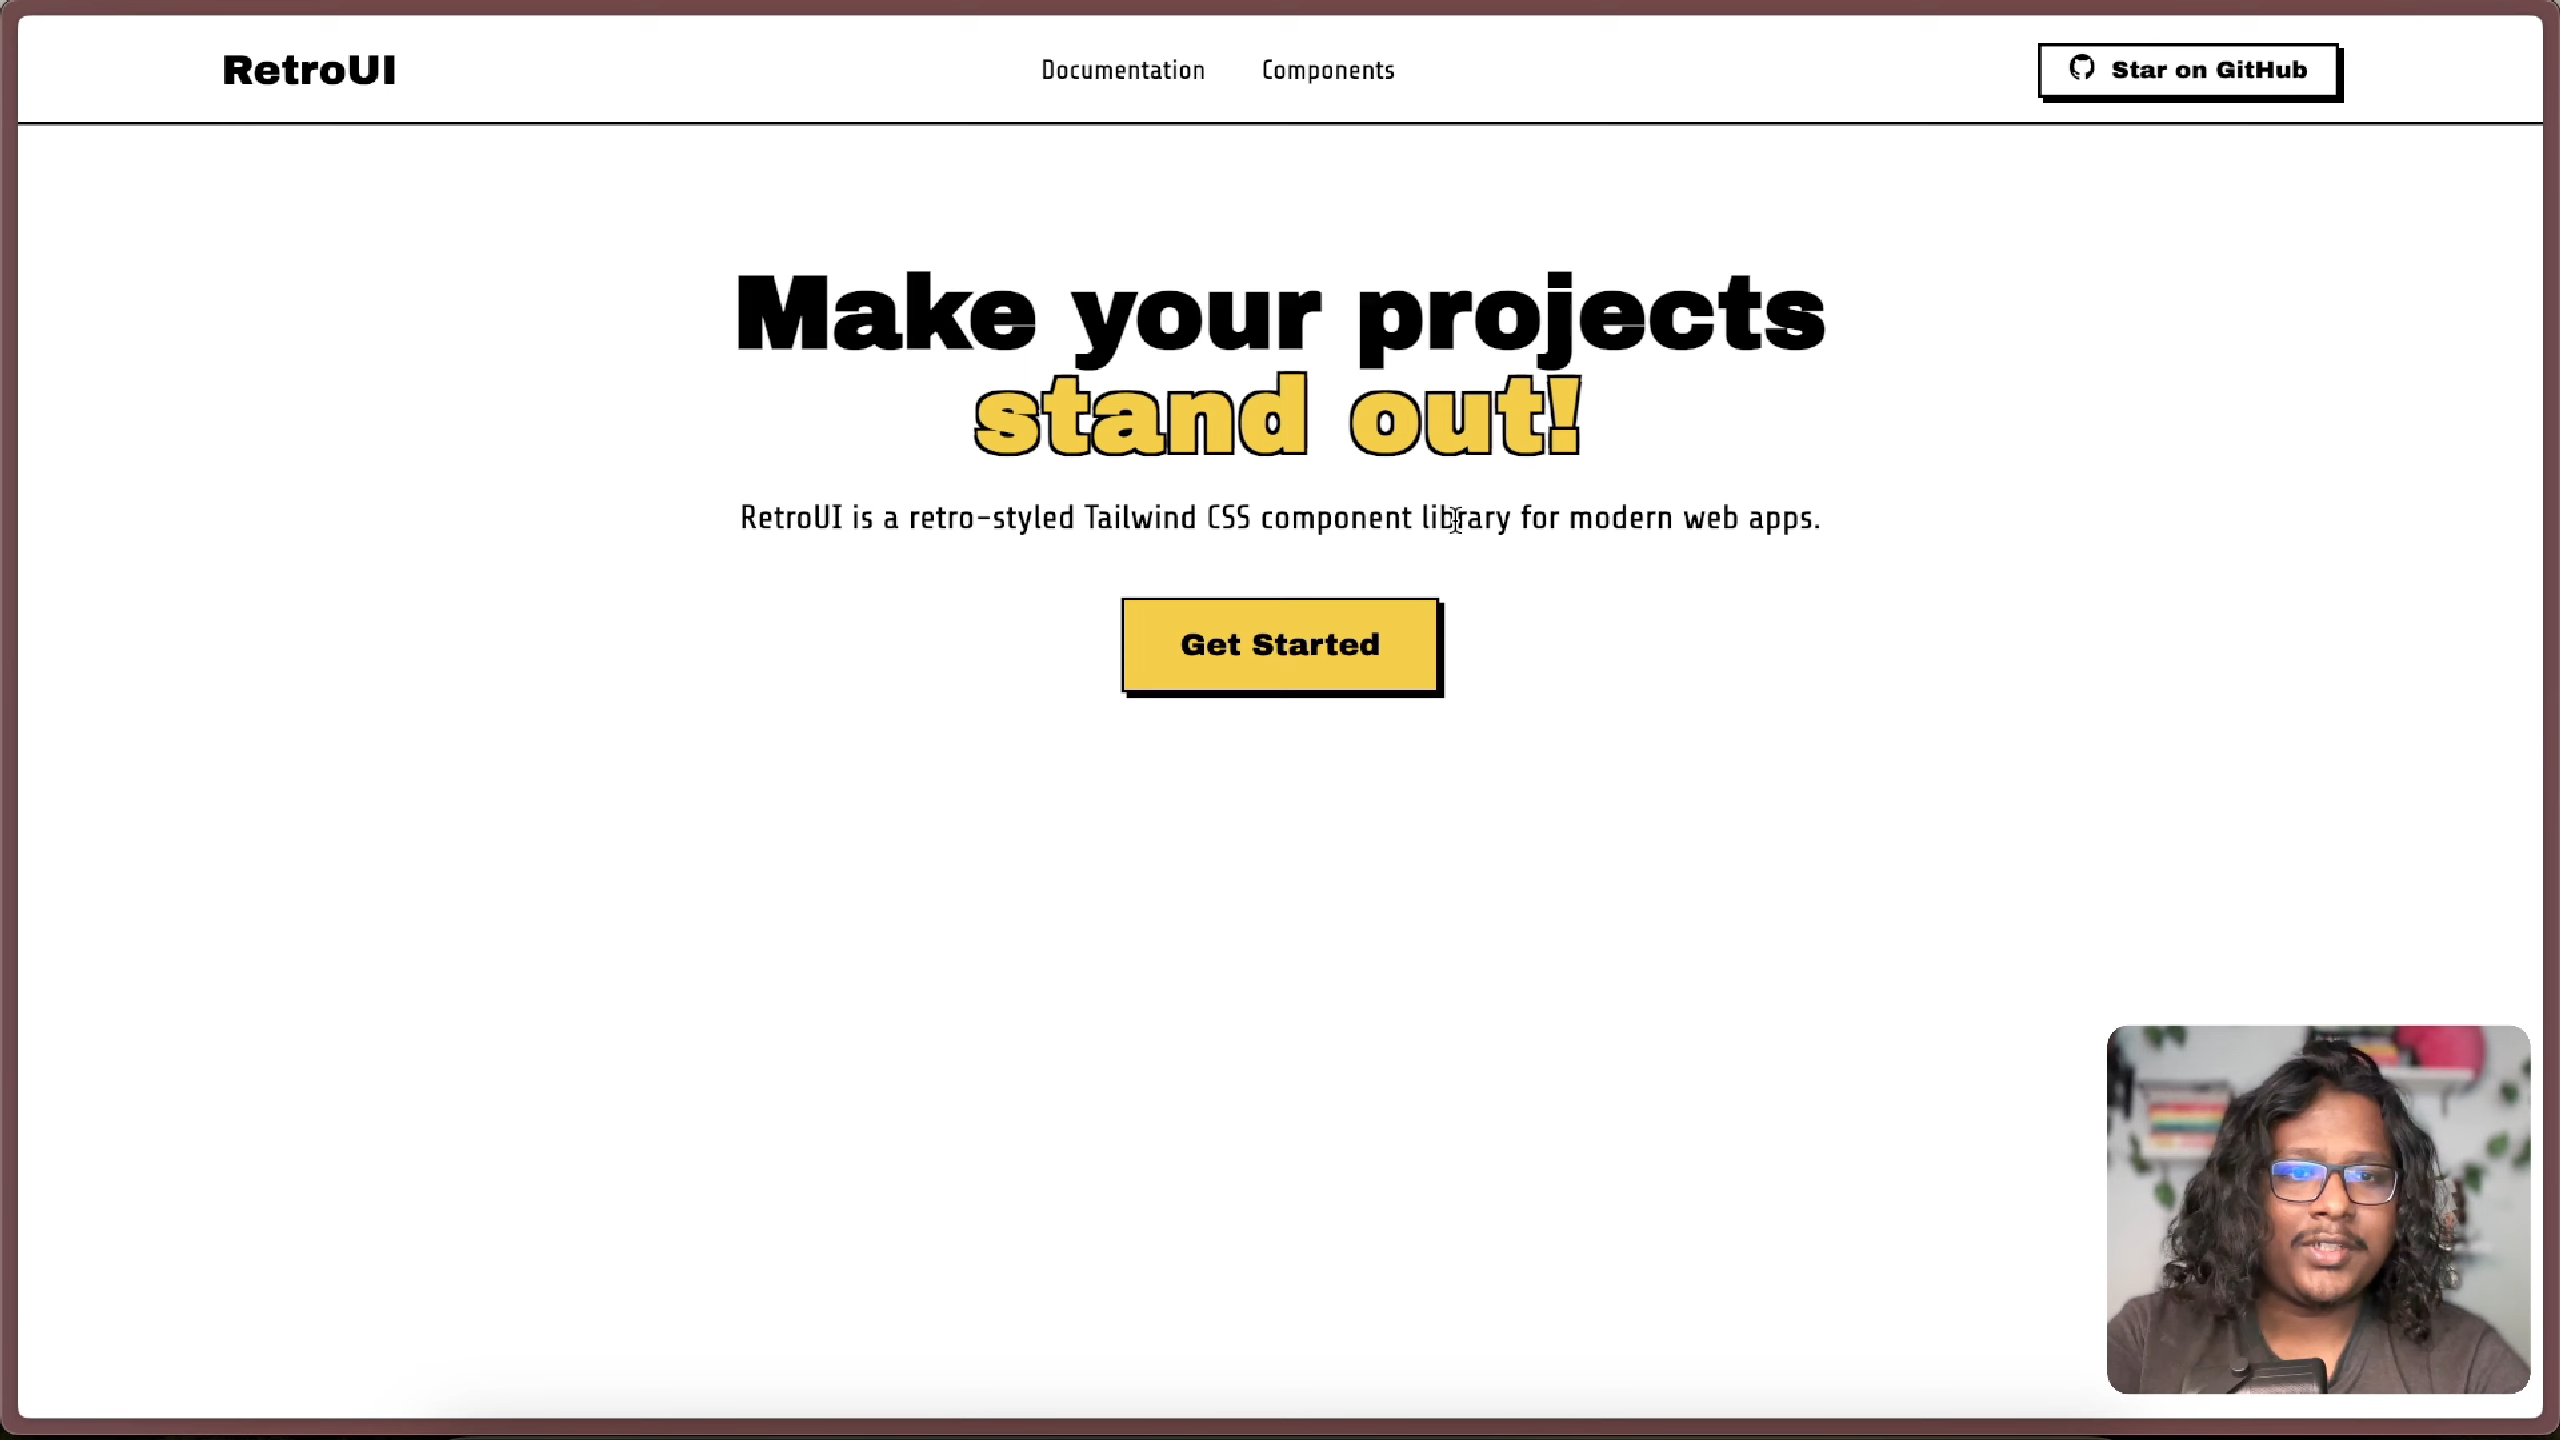 RetroUI
Documentation
Components
Star on GitHub
Make your projects
stand out!
RetroUI is a retro-styled Tailwind CSS component library for modern web apps.
Get Started